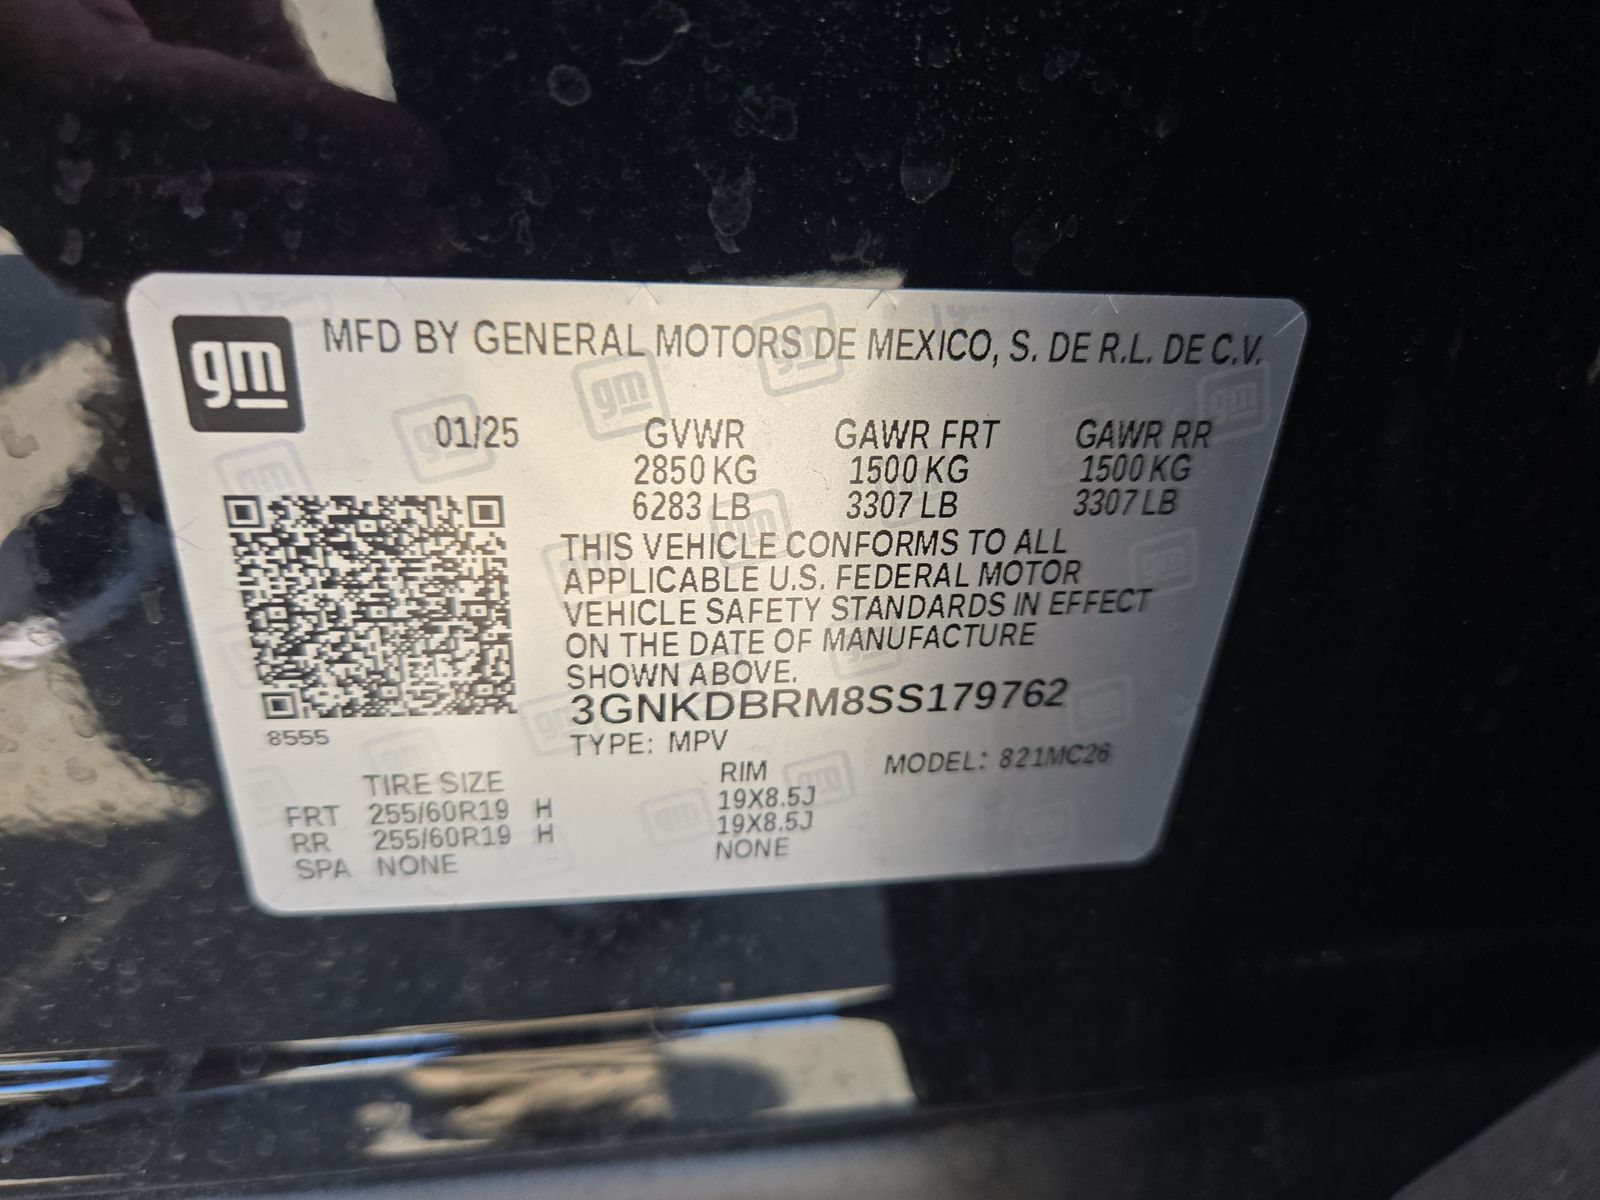 gm
MFD BY GENERAL MOTORS DE MEXICO, S. DE R.L. DE C.V.
01/25 GVWR GAWR FRT GAWR RR
2850 KG 1500 KG 1500 KG
6283 LB 3307 LB 3307 LB
THIS VEHICLE CONFORMS TO ALL
APPLICABLE U.S. FEDERAL MOTOR
VEHICLE SAFETY STANDARDS IN EFFECT
ON THE DATE OF MANUFACTURE
SHOWN ABOVE.
3GNKDBRM8SS179762
8555
TYPE: MPV MODEL: 821MC26
TIRE SIZE RIM
FRT 255/60R19 H 19X8.5J
RR 255/60R19 H 19X8.5J
SPA NONE NONE